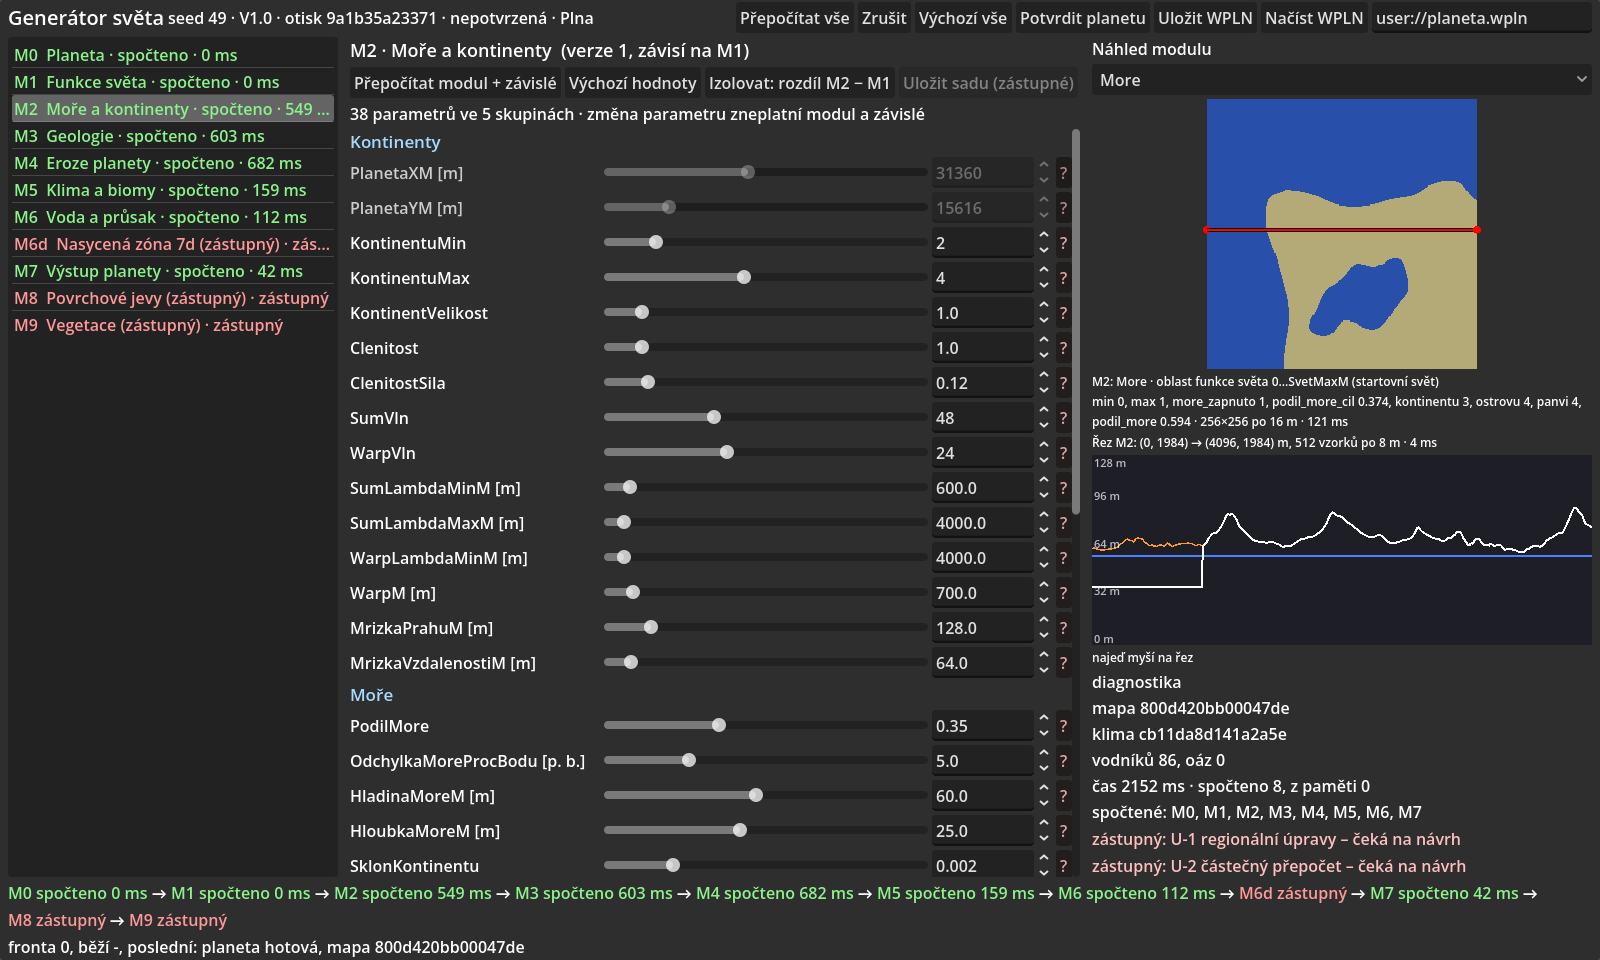 Generátor světa seed 49 · V1.0 · otisk 9a1b35a23371 · nepotvrzená · Plna
Přepočítat vše Zrušit Výchozí vše Potvrdit planetu Uložit WPLN Načíst WPLN user://planeta.wpln
M0 Planeta · spočteno · 0 ms
M1 Funkce světa · spočteno · 0 ms
M2 Moře a kontinenty · spočteno · 549 ...
M3 Geologie · spočteno · 603 ms
M4 Eroze planety · spočteno · 682 ms
M5 Klima a biomy · spočteno · 159 ms
M6 Voda a průsak · spočteno · 112 ms
M6d Nasycená zóna 7d (zástupný) · zás...
M7 Výstup planety · spočteno · 42 ms
M8 Povrchové jevy (zástupný) · zástupný
M9 Vegetace (zástupný) · zástupný
M2 · Moře a kontinenty (verze 1, závisí na M1)
Přepočítat modul + závislé Výchozí hodnoty Izolovat: rozdíl M2 − M1 Uložit sadu (zástupné)
38 parametrů ve 5 skupinách · změna parametru zneplatní modul a závislé
Kontinenty
PlanetaXM [m] 31360 ?
PlanetaYM [m] 15616 ?
KontinentuMin 2 ?
KontinentuMax 4 ?
KontinentVelikost 1.0 ?
Clenitost 1.0 ?
ClenitostSila 0.12 ?
SumVln 48 ?
WarpVln 24 ?
SumLambdaMinM [m] 600.0 ?
SumLambdaMaxM [m] 4000.0 ?
WarpLambdaMinM [m] 4000.0 ?
WarpM [m] 700.0 ?
MrizkaPrahuM [m] 128.0 ?
MrizkaVzdalenostiM [m] 64.0 ?
Moře
PodilMore 0.35 ?
OdchylkaMoreProcBodu [p. b.] 5.0 ?
HladinaMoreM [m] 60.0 ?
HloubkaMoreM [m] 25.0 ?
SklonKontinentu 0.002 ?
Náhled modulu
More
M2: More · oblast funkce světa 0...SvetMaxM (startovní svět)
min 0, max 1, more_zapnuto 1, podil_more_cil 0.374, kontinentu 3, ostrovu 4, panvi 4,
podil_more 0.594 · 256×256 po 16 m · 121 ms
Řez M2: (0, 1984) → (4096, 1984) m, 512 vzorků po 8 m · 4 ms
128 m
96 m
64 m
32 m
0 m
najeď myší na řez
diagnostika
mapa 800d420bb00047de
klima cb11da8d141a2a5e
vodníků 86, oáz 0
čas 2152 ms · spočteno 8, z paměti 0
spočtené: M0, M1, M2, M3, M4, M5, M6, M7
zástupný: U-1 regionální úpravy – čeká na návrh
zástupný: U-2 částečný přepočet – čeká na návrh
M0 spočteno 0 ms → M1 spočteno 0 ms → M2 spočteno 549 ms → M3 spočteno 603 ms → M4 spočteno 682 ms → M5 spočteno 159 ms → M6 spočteno 112 ms → M6d zástupný → M7 spočteno 42 ms →
M8 zástupný → M9 zástupný
fronta 0, běží -, poslední: planeta hotová, mapa 800d420bb00047de